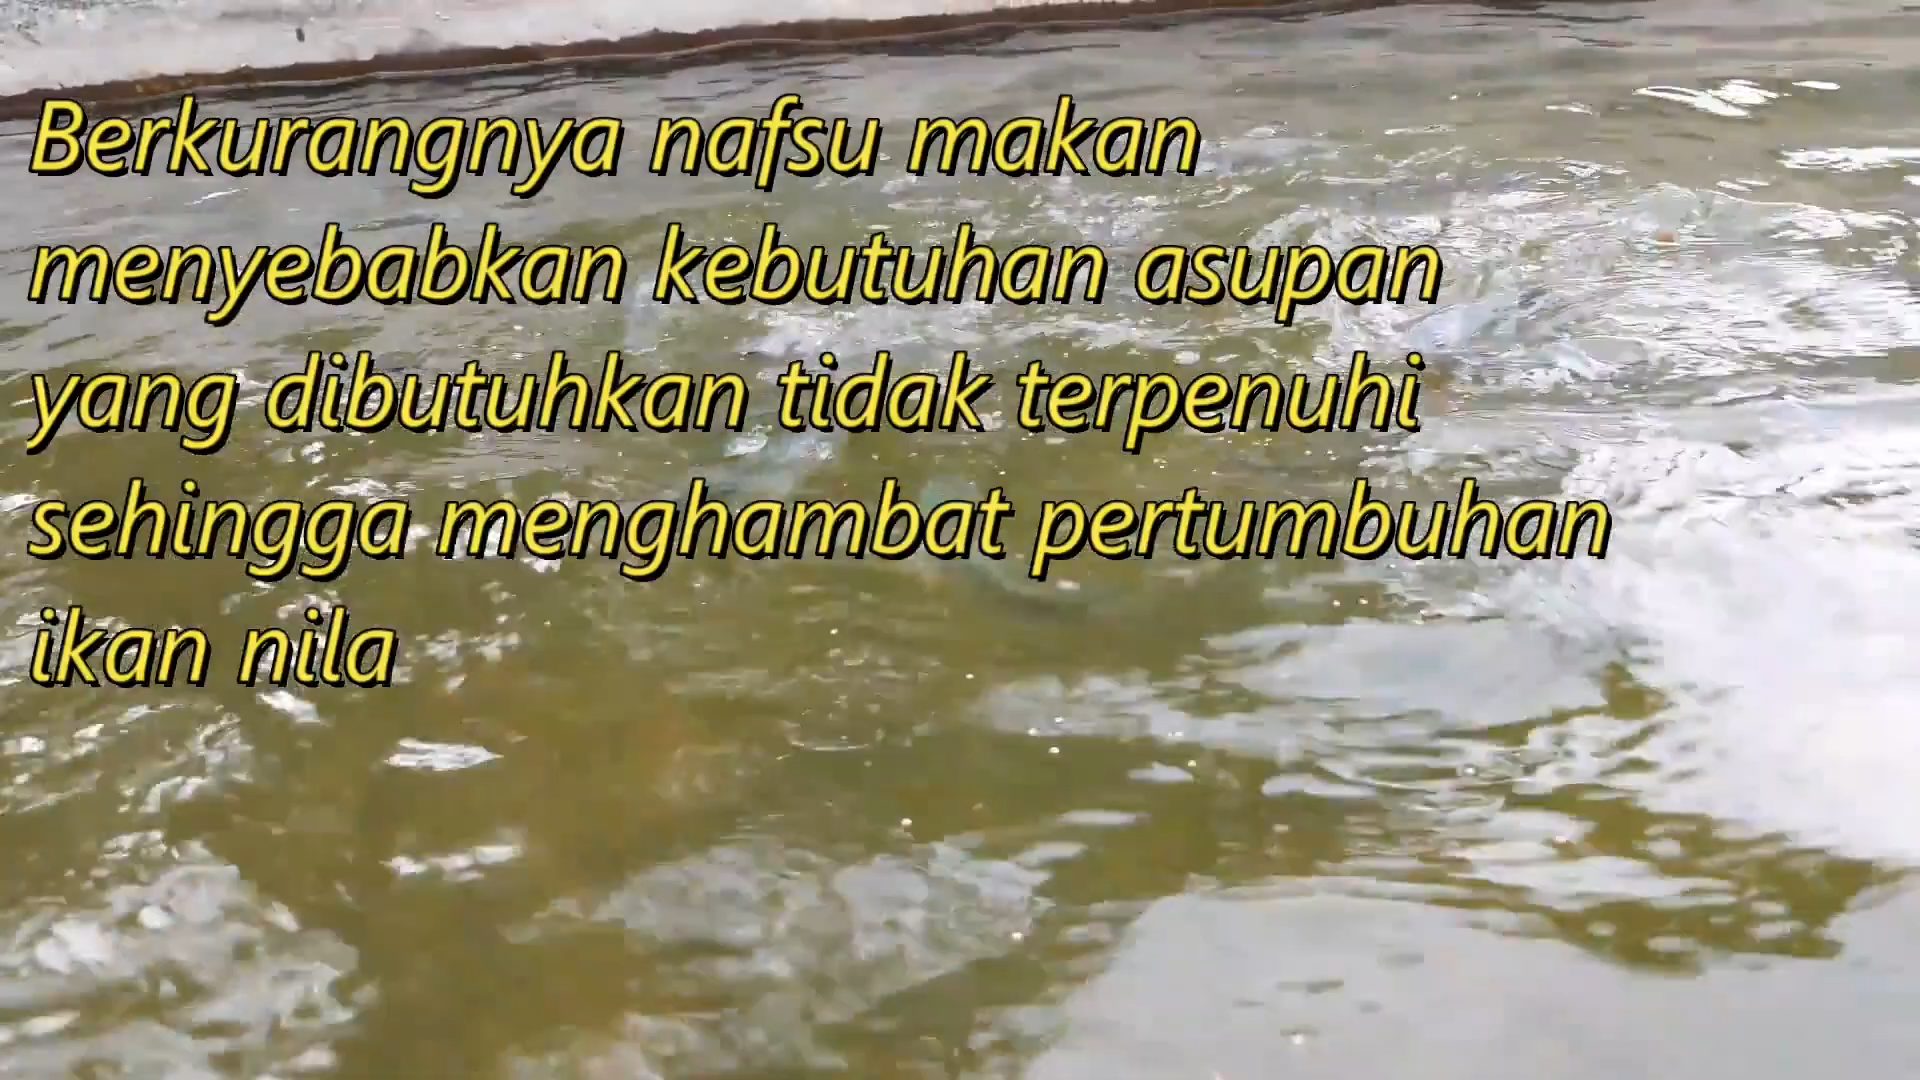 Berkurangnya nafsu makan
menyebabkan kebutuhan asupan
yang dibutuhkan tidak terpenuhi
sehingga menghambat pertumbuhan
ikan nila